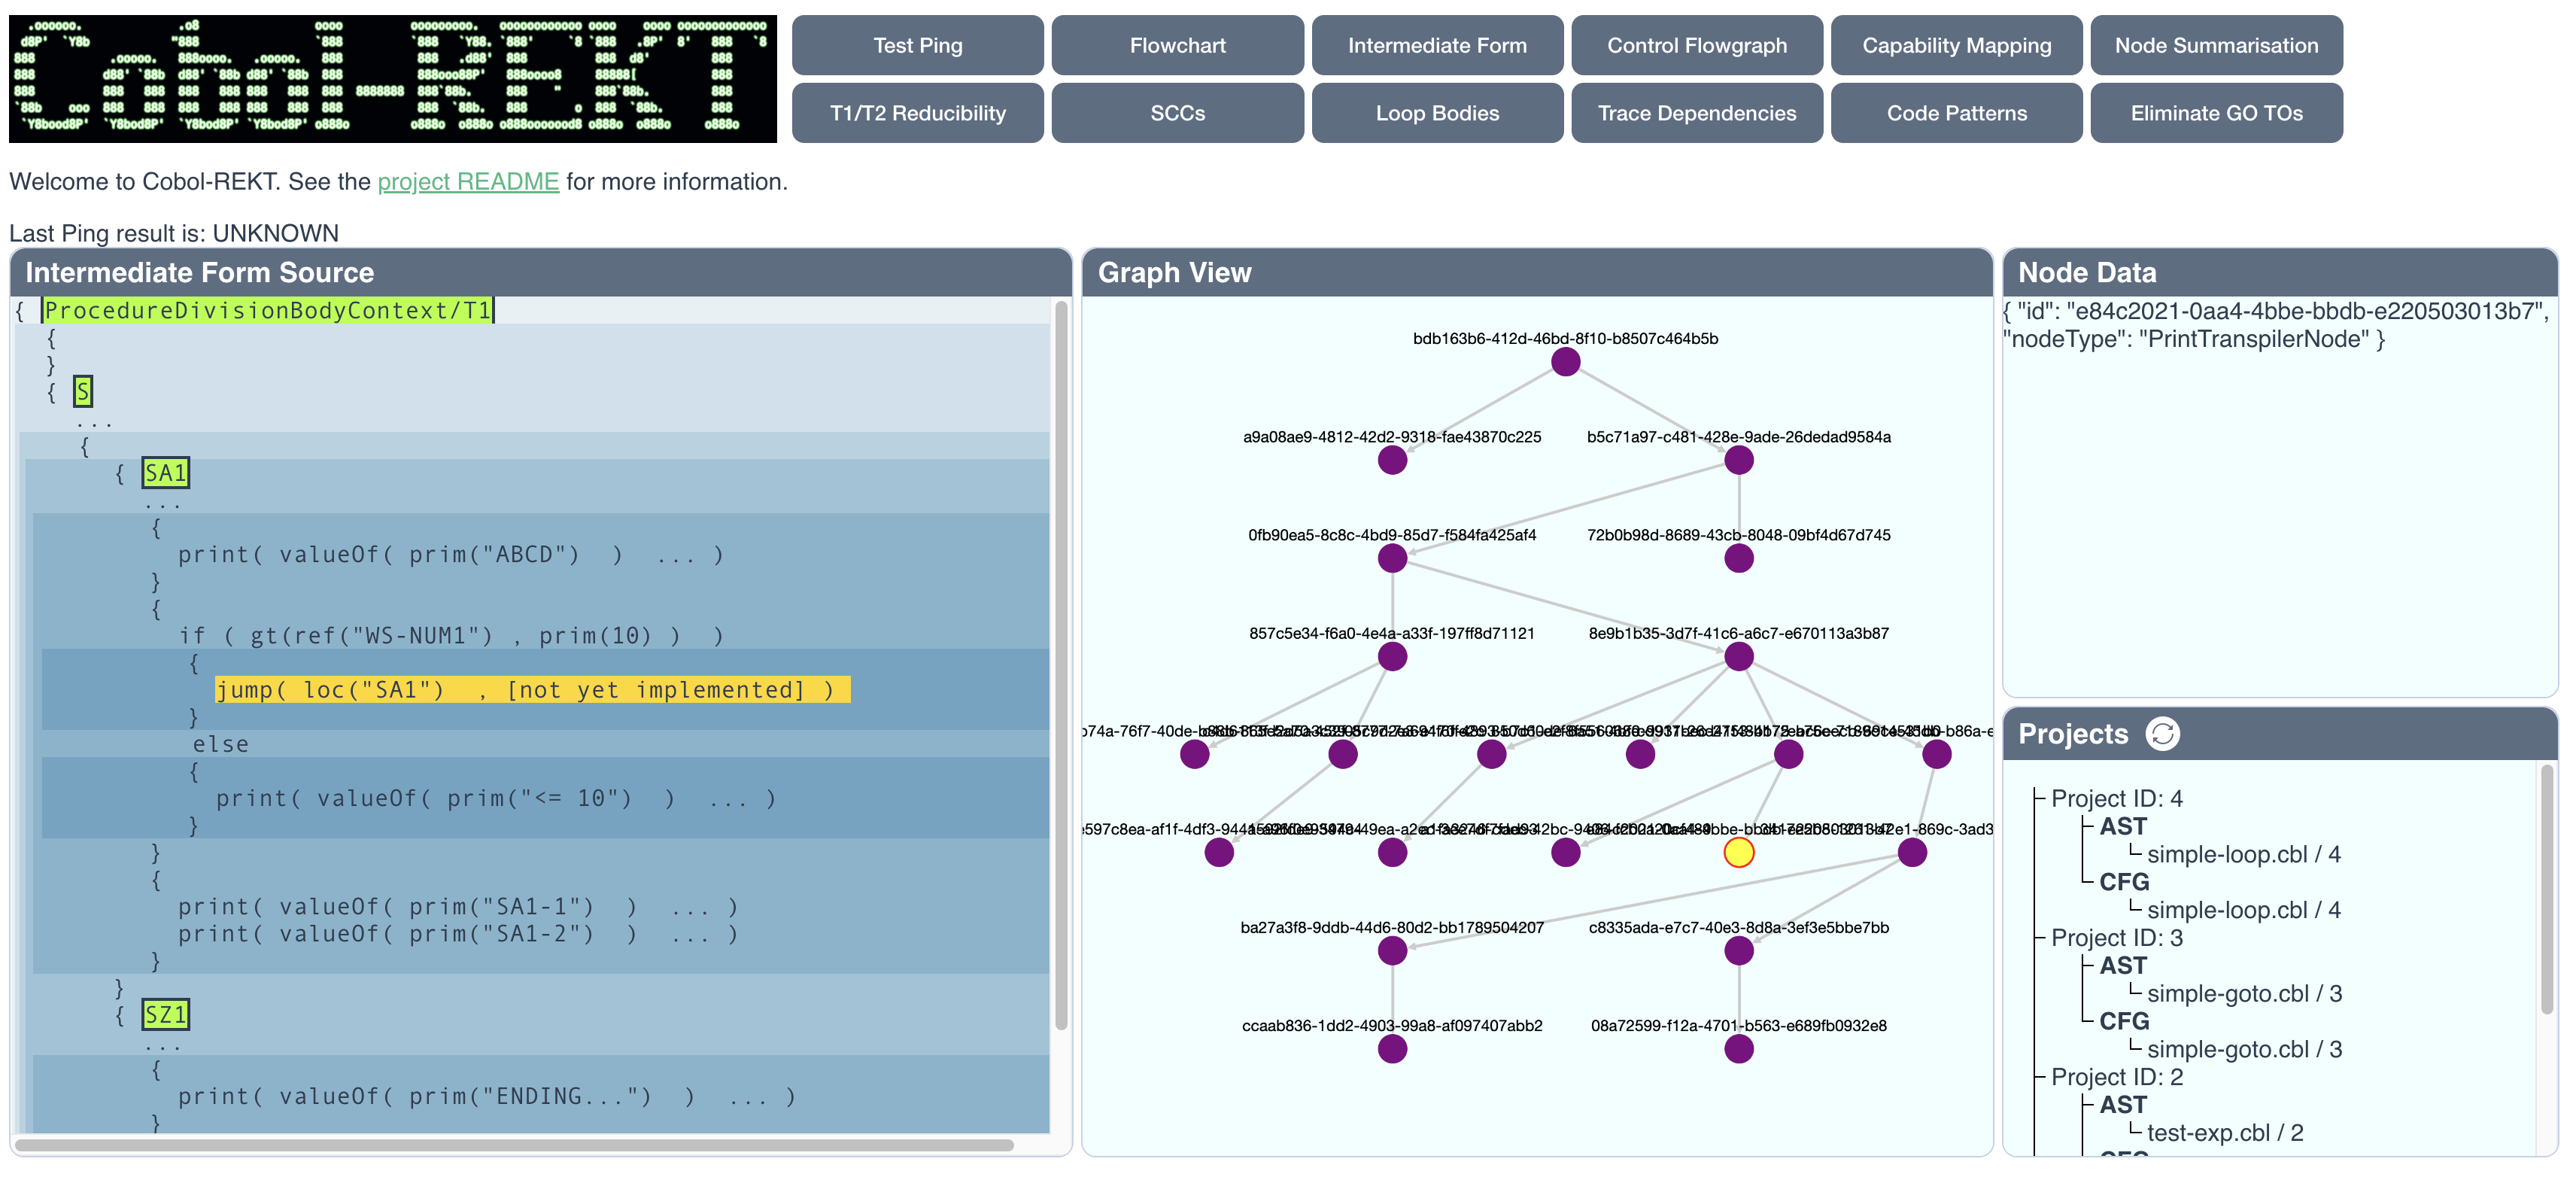 Cobol-REKT
Test Ping
Flowchart
Intermediate Form
Control Flowgraph
Capability Mapping
Node Summarisation
T1/T2 Reducibility
SCCs
Loop Bodies
Trace Dependencies
Code Patterns
Eliminate GO TOs
Welcome to Cobol-REKT. See the project README for more information.
Last Ping result is: UNKNOWN
Intermediate Form Source
{ ProcedureDivisionBodyContext/T1
{
}
{ S
...
{
{ SA1
...
{
print( valueOf( prim("ABCD") ) ... )
}
{
if ( gt(ref("WS-NUM1") , prim(10) ) )
{
jump( loc("SA1") , [not yet implemented] )
}
else
{
print( valueOf( prim("<= 10") ) ... )
}
}
{
print( valueOf( prim("SA1-1") ) ... )
print( valueOf( prim("SA1-2") ) ... )
}
}
{ SZ1
...
{
print( valueOf( prim("ENDING...") ) ... )
}
Graph View
bdb163b6-412d-46bd-8f10-b8507c464b5b
a9a08ae9-4812-42d2-9318-fae43870c225
b5c71a97-c481-428e-9ade-26dedad9584a
0fb90ea5-8c8c-4bd9-85d7-f584fa425af4
72b0b98d-8689-43cb-8048-09bf4d67d745
857c5e34-f6a0-4e4a-a33f-197ff8d71121
8e9b1b35-3d7f-41c6-a6c7-e670113a3b87
ba27a3f8-9ddb-44d6-80d2-bb1789504207
c8335ada-e7c7-40e3-8d8a-3ef3e5bbe7bb
ccaab836-1dd2-4903-99a8-af097407abb2
08a72599-f12a-4701-b563-e689fb0932e8
Node Data
{ "id": "e84c2021-0aa4-4bbe-bbdb-e220503013b7",
"nodeType": "PrintTranspilerNode" }
Projects
Project ID: 4
AST
simple-loop.cbl / 4
CFG
simple-loop.cbl / 4
Project ID: 3
AST
simple-goto.cbl / 3
CFG
simple-goto.cbl / 3
Project ID: 2
AST
test-exp.cbl / 2
CFG